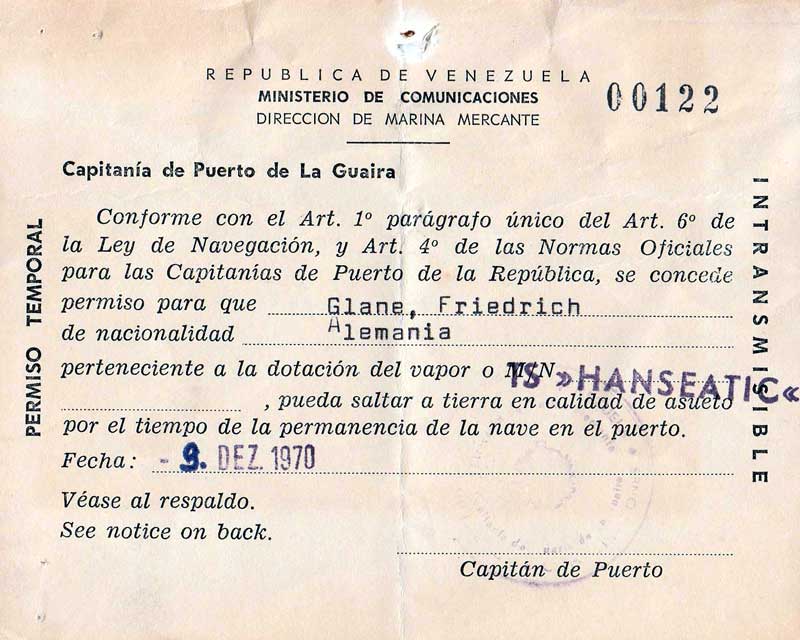 REPUBLICA DE VENEZUELA
MINISTERIO DE COMUNICACIONES
DIRECCION DE MARINA MERCANTE
00122
Capitanía de Puerto de La Guaira
Conforme con el Art. 1º parágrafo único del Art. 6º de
la Ley de Navegación, y Art. 4º de las Normas Oficiales
para las Capitanías de Puerto de la República, se concede
permiso para que Glane, Friedrich
de nacionalidad Alemania
perteneciente a la dotación del vapor o M/N TS »HANSEATIC«
, pueda saltar a tierra en calidad de asueto
por el tiempo de la permanencia de la nave en el puerto.
Fecha: - 9. DEZ. 1970
Véase al respaldo.
See notice on back.
Capitán de Puerto
PERMISO TEMPORAL
INTRANSMISIBLE